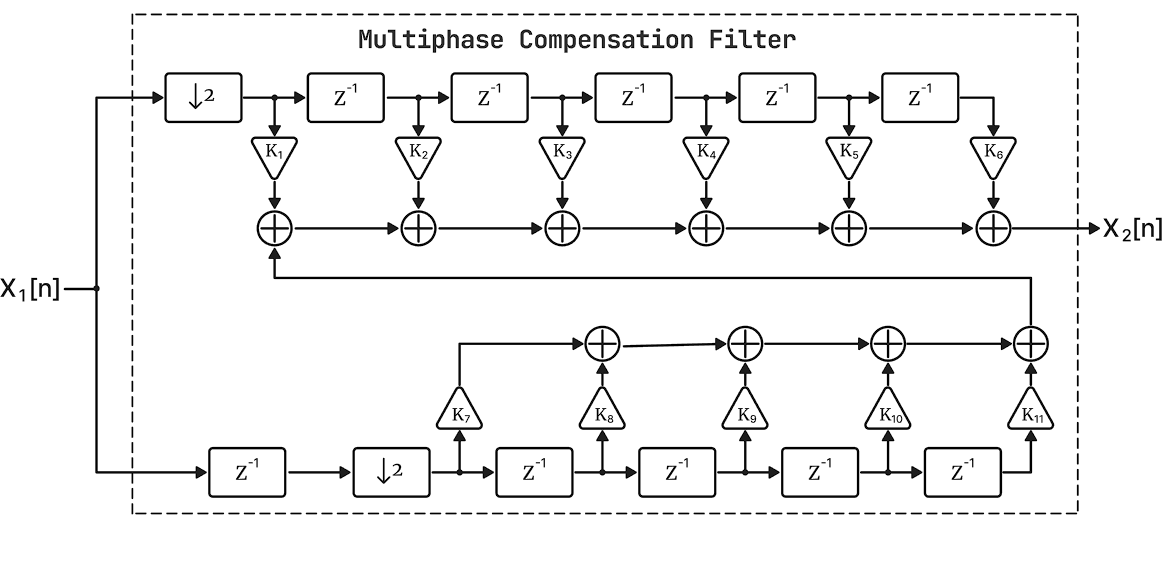 Multiphase Compensation Filter
↓2 Z⁻¹ Z⁻¹ Z⁻¹ Z⁻¹ Z⁻¹
K₁ K₂ K₃ K₄ K₅ K₆
X₂[n]
X₁[n]
K₇ K₈ K₉ K₁₀ K₁₁
Z⁻¹ ↓2 Z⁻¹ Z⁻¹ Z⁻¹ Z⁻¹